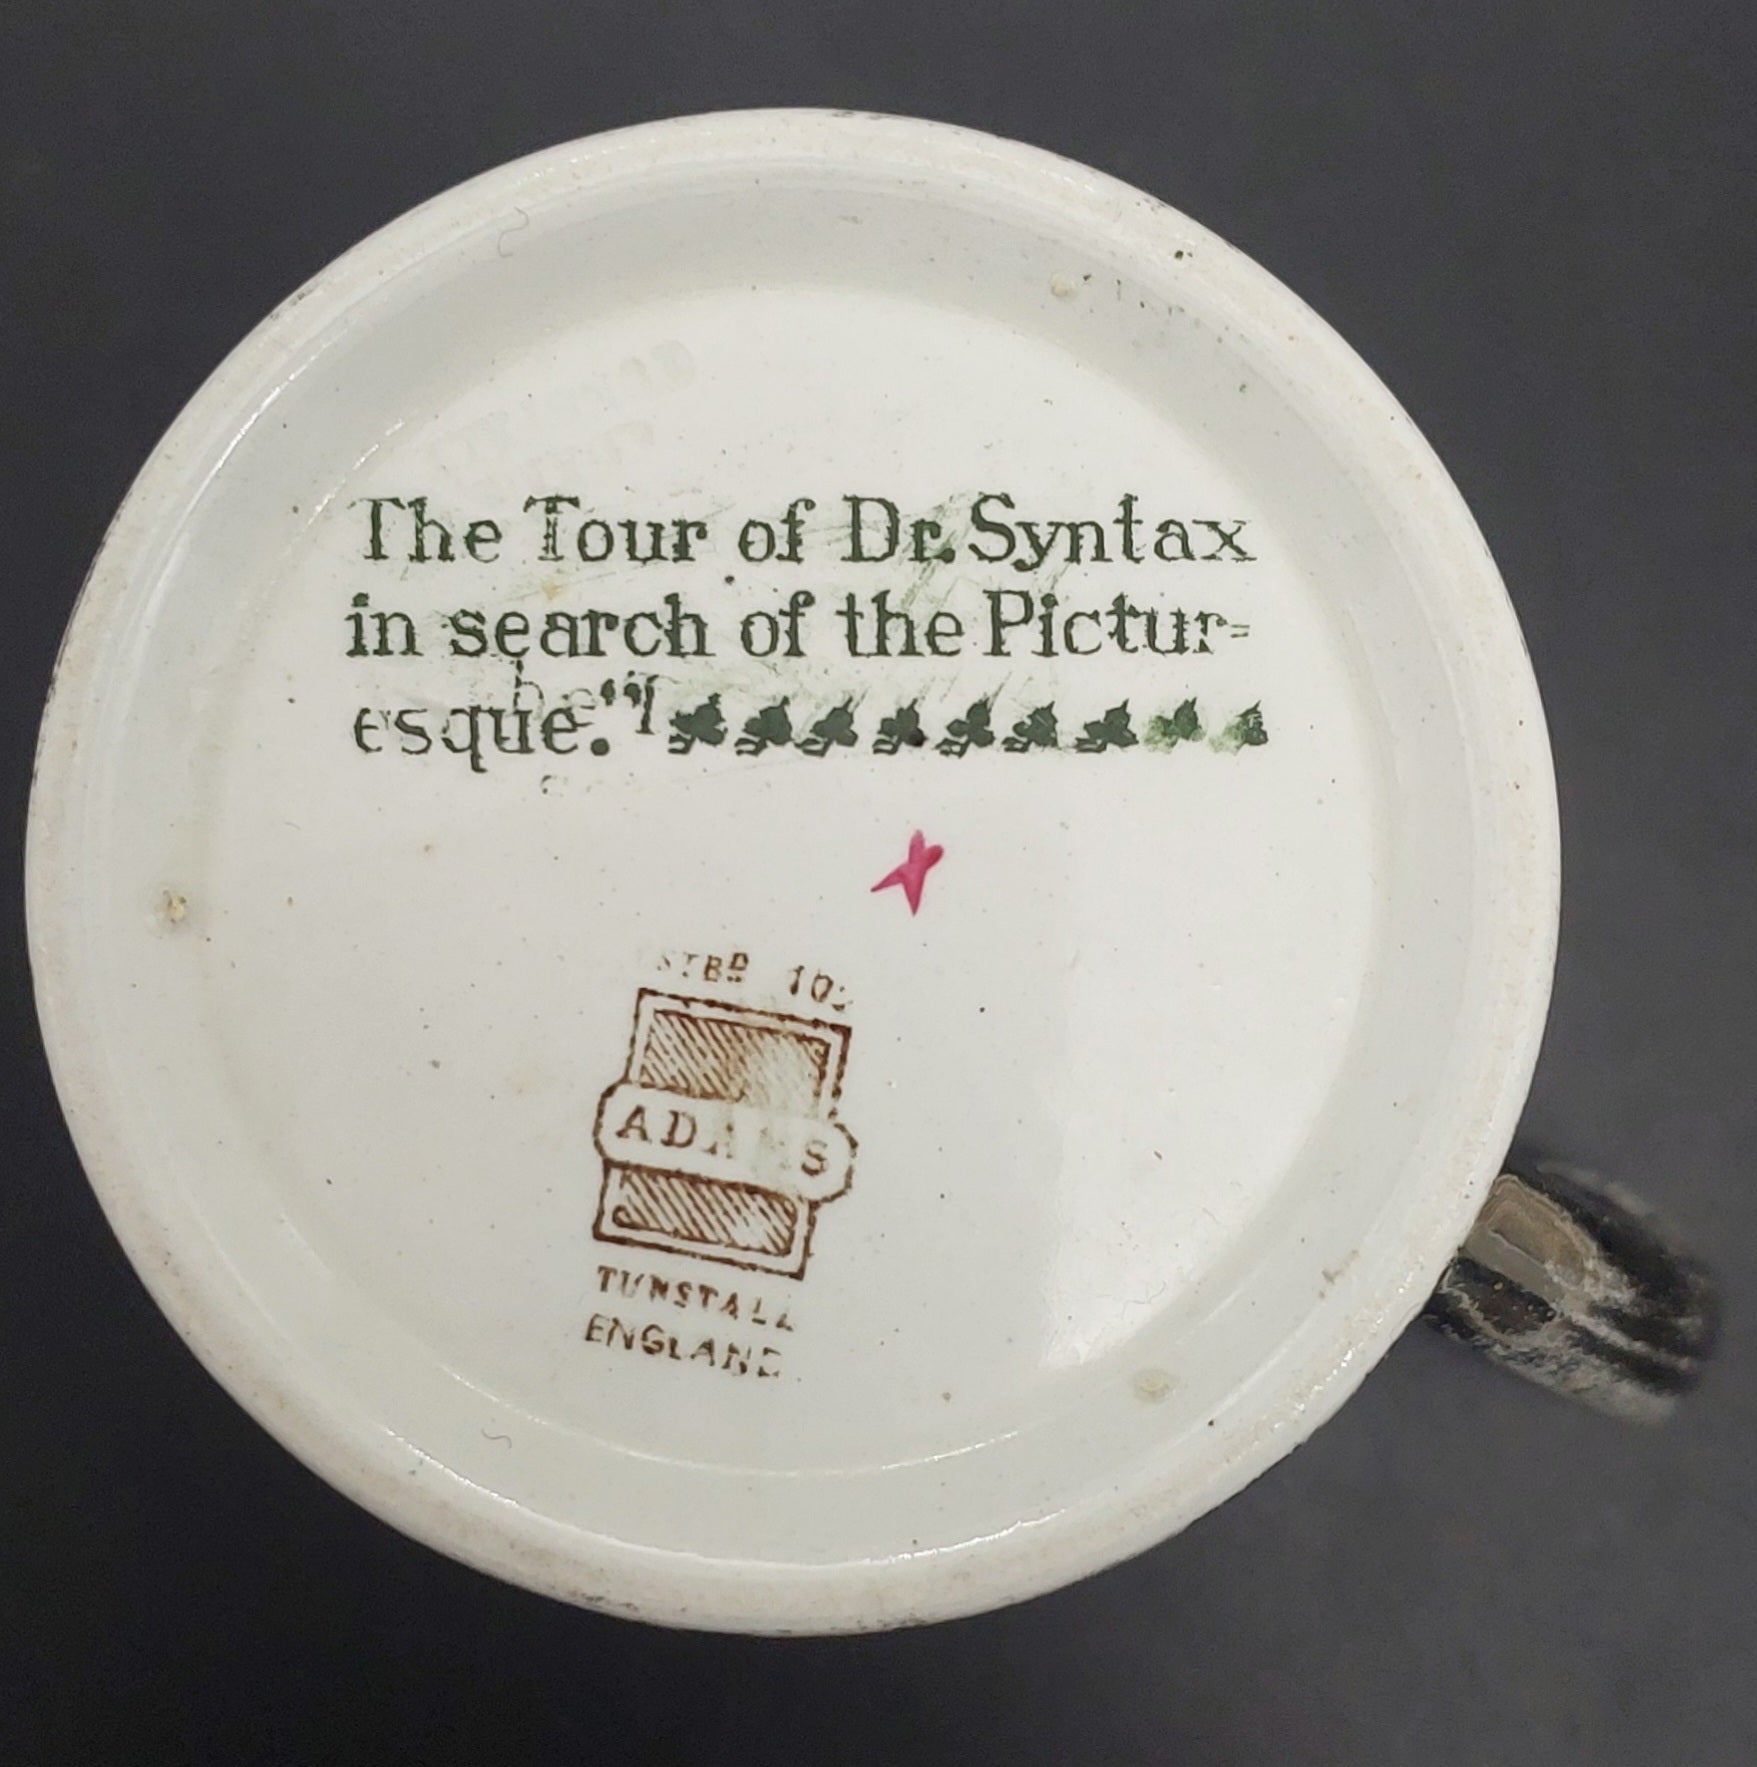 The Tour of Dr. Syntax
in search of the Pictur=
esque."
ADAMS
TUNSTALL
ENGLAND